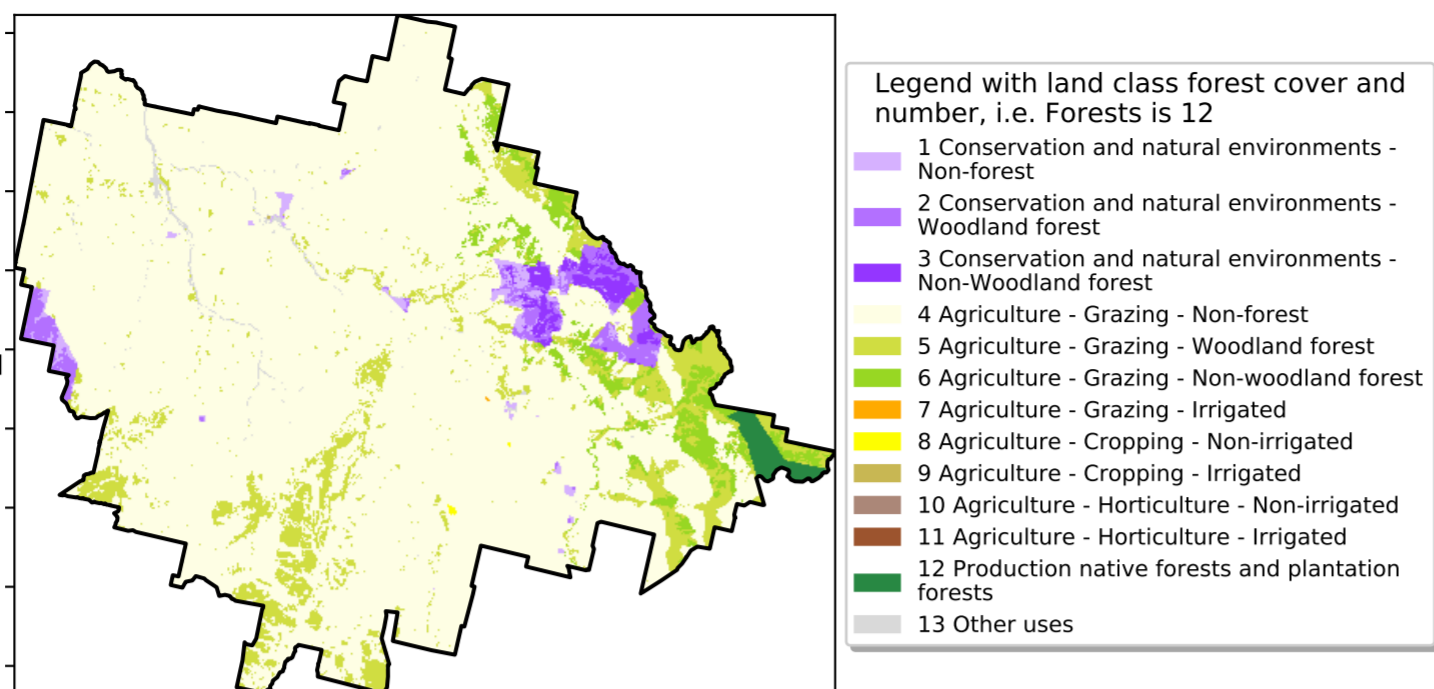 Legend with land class forest cover and
number, i.e. Forests is 12
1 Conservation and natural environments -
Non-forest
2 Conservation and natural environments -
Woodland forest
3 Conservation and natural environments -
Non-Woodland forest
4 Agriculture - Grazing - Non-forest
5 Agriculture - Grazing - Woodland forest
6 Agriculture - Grazing - Non-woodland forest
7 Agriculture - Grazing - Irrigated
8 Agriculture - Cropping - Non-irrigated
9 Agriculture - Cropping - Irrigated
10 Agriculture - Horticulture - Non-irrigated
11 Agriculture - Horticulture - Irrigated
12 Production native forests and plantation
forests
13 Other uses